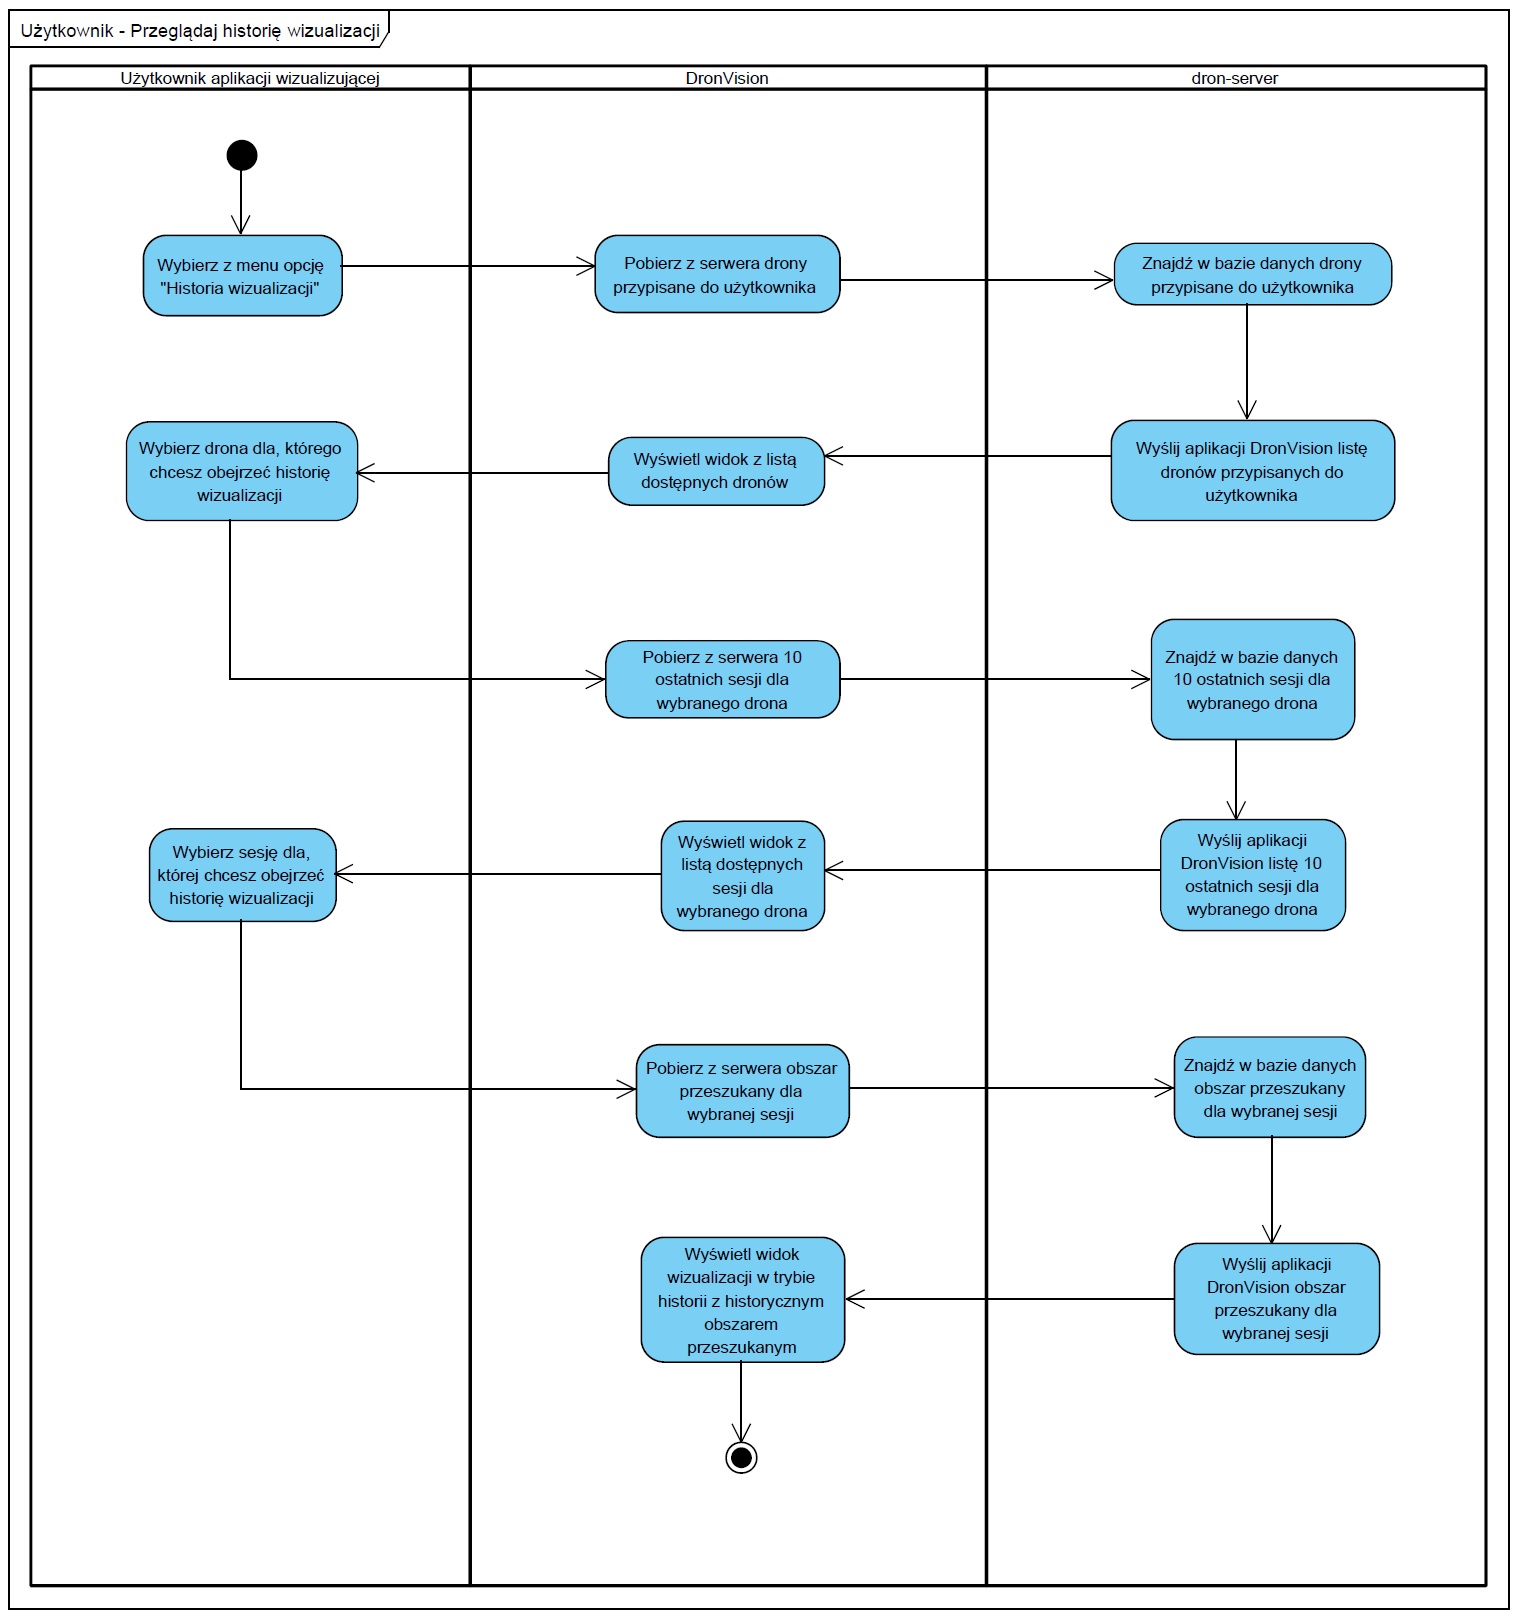 Użytkownik - Przeglądaj historię wizualizacji
Użytkownik aplikacji wizualizującej
DronVision
dron-server
Wybierz z menu opcję
"Historia wizualizacji"
Pobierz z serwera drony
przypisane do użytkownika
Znajdź w bazie danych drony
przypisane do użytkownika
Wybierz drona dla, którego
chcesz obejrzeć historię
wizualizacji
Wyświetl widok z listą
dostępnych dronów
Wyślij aplikacji DronVision listę
dronów przypisanych do
użytkownika
Pobierz z serwera 10
ostatnich sesji dla
wybranego drona
Znajdź w bazie danych
10 ostatnich sesji dla
wybranego drona
Wybierz sesję dla,
której chcesz obejrzeć
historię wizualizacji
Wyświetl widok z
listą dostępnych
sesji dla
wybranego drona
Wyślij aplikacji
DronVision listę 10
ostatnich sesji dla
wybranego drona
Pobierz z serwera obszar
przeszukany dla
wybranej sesji
Znajdź w bazie danych
obszar przeszukany
dla wybranej sesji
Wyświetl widok
wizualizacji w trybie
historii z historycznym
obszarem
przeszukanym
Wyślij aplikacji
DronVision obszar
przeszukany dla
wybranej sesji